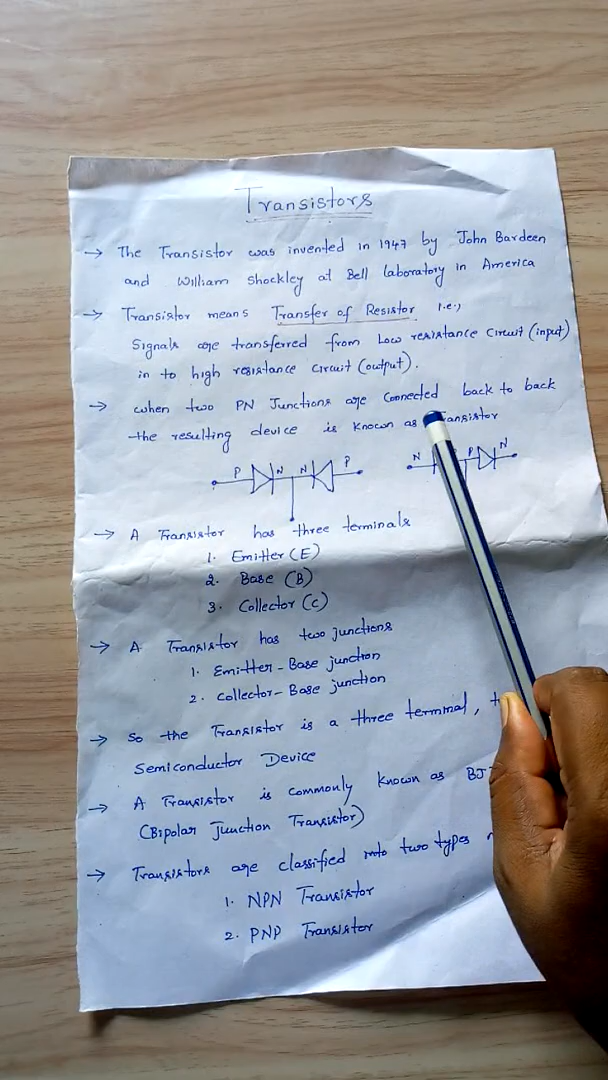 Transistors
→ The Transistor was invented in 1947 by John Bardeen
and William Shockley at Bell laboratory in America
→ Transistor means Transfer of Resistor i.e.,
Signals are transferred from Low resistance circuit (input)
in to high resistance circuit (output).
→ when two PN Junctions are connected back to back
the resulting device is known as
P N N P
N P N
→ A Transistor has three terminals
1. Emitter (E)
2. Base (B)
3. Collector (C)
→ A Transistor has two junctions
1. Emitter - Base junction
2. Collector - Base junction
→ So the Transistor is a three terminal,
Semiconductor Device
→ A Transistor is commonly known as
(Bipolar Junction Transistor)
→ Transistors are classified into two types
1. NPN Transistor
2. PNP Transistor